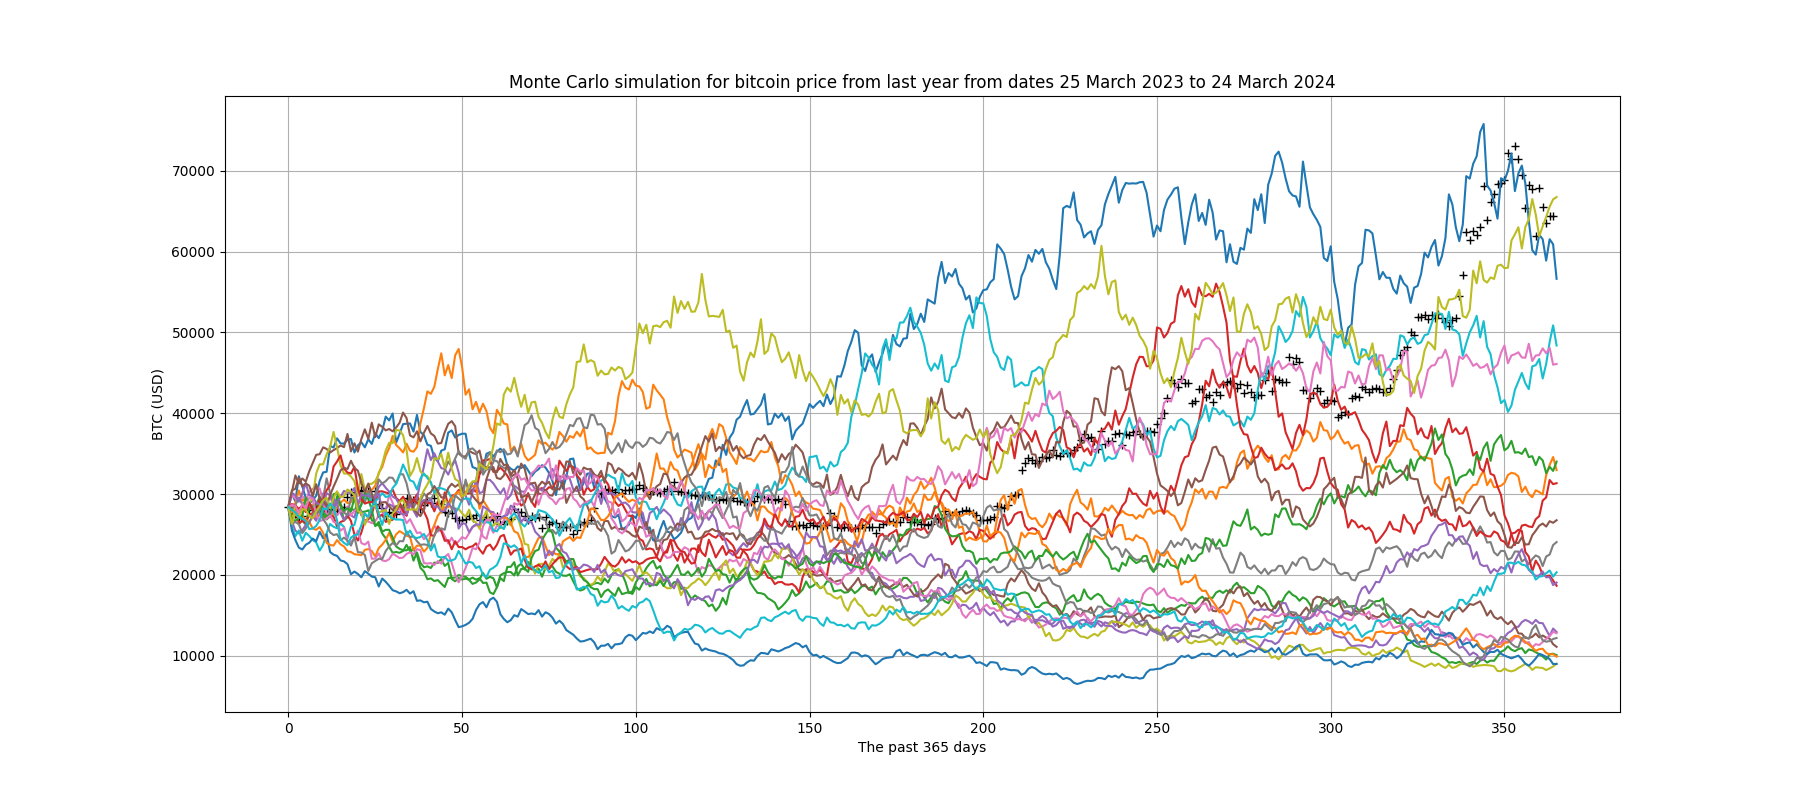 Monte Carlo simulation for bitcoin price from last year from dates 25 March 2023 to 24 March 2024
BTC (USD)
70000
60000
50000
40000
30000
20000
10000
0 50 100 150 200 250 300 350
The past 365 days